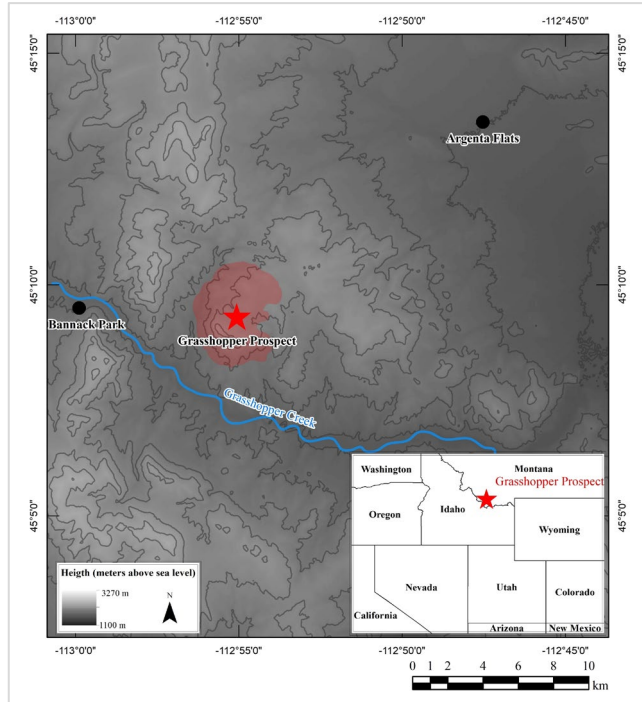 -113°0'0"
-112°55'0"
-112°50'0"
-112°45'0"
45°15'0"
45°15'0"
Argenta Flats
45°10'0"
45°10'0"
Bannack Park
Grasshopper Prospect
Grasshopper Creek
45°5'0"
45°5'0"
Washington
Montana
Grasshopper Prospect
Oregon
Idaho
Wyoming
Nevada
Utah
Colorado
California
Arizona
New Mexico
Heigth (meters above sea level)
3270 m
1100 m
N
-113°0'0"
-112°55'0"
-112°50'0"
-112°45'0"
0 1 2 4 6 8 10
km